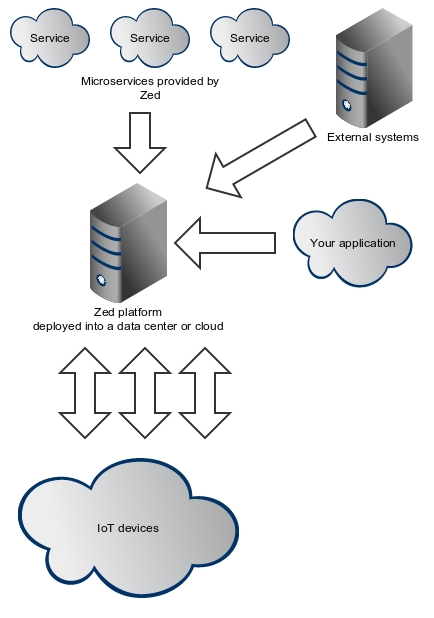 Service
Service
Service
Microservices provided by
Zed
External systems
Your application
Zed platform
deployed into a data center or cloud
IoT devices